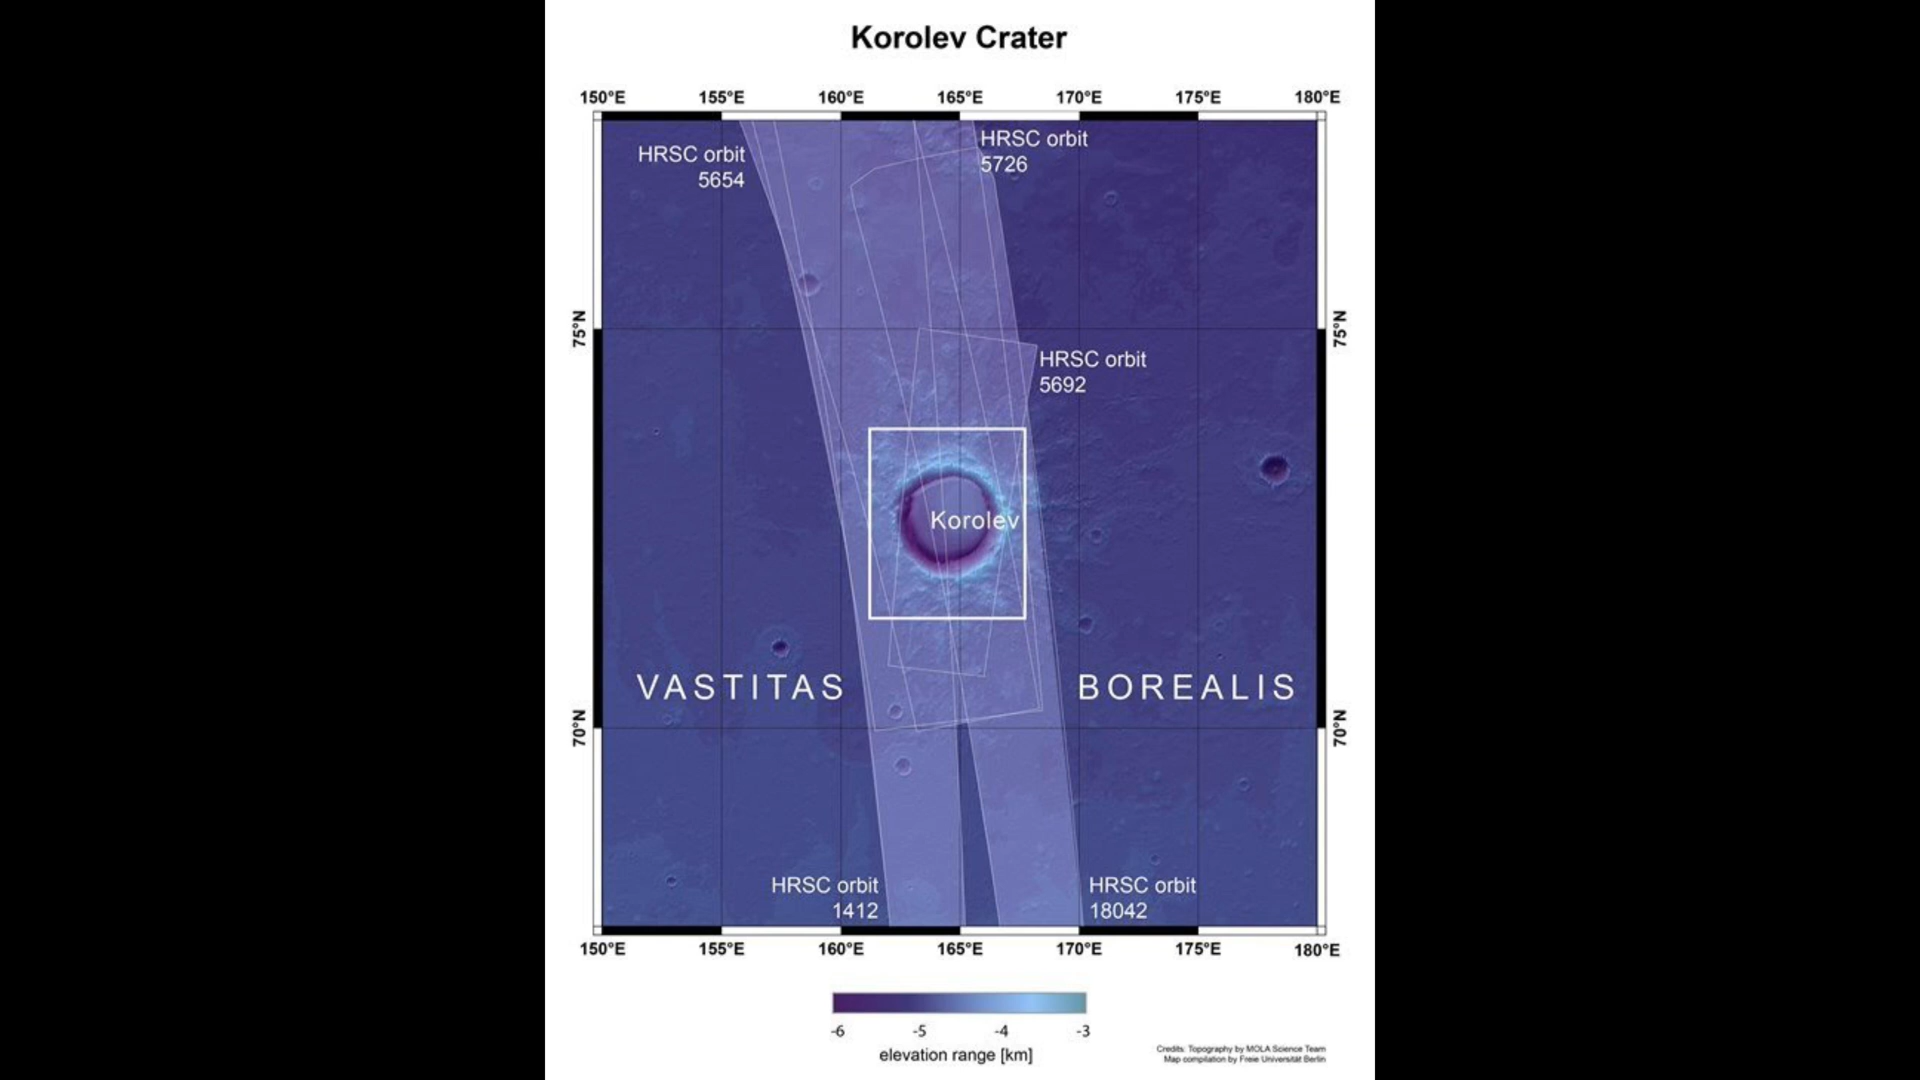 Korolev Crater
150°E 155°E 160°E 165°E 170°E 175°E 180°E
HRSC orbit
5654
HRSC orbit
5726
75°N 75°N
HRSC orbit
5692
Korolev
VASTITAS BOREALIS
70°N 70°N
HRSC orbit
1412
HRSC orbit
18042
150°E 155°E 160°E 165°E 170°E 175°E 180°E
-6 -5 -4 -3
elevation range [km]
Credits: Topography by MOLA Science Team
Map compilation by Freie Universität Berlin